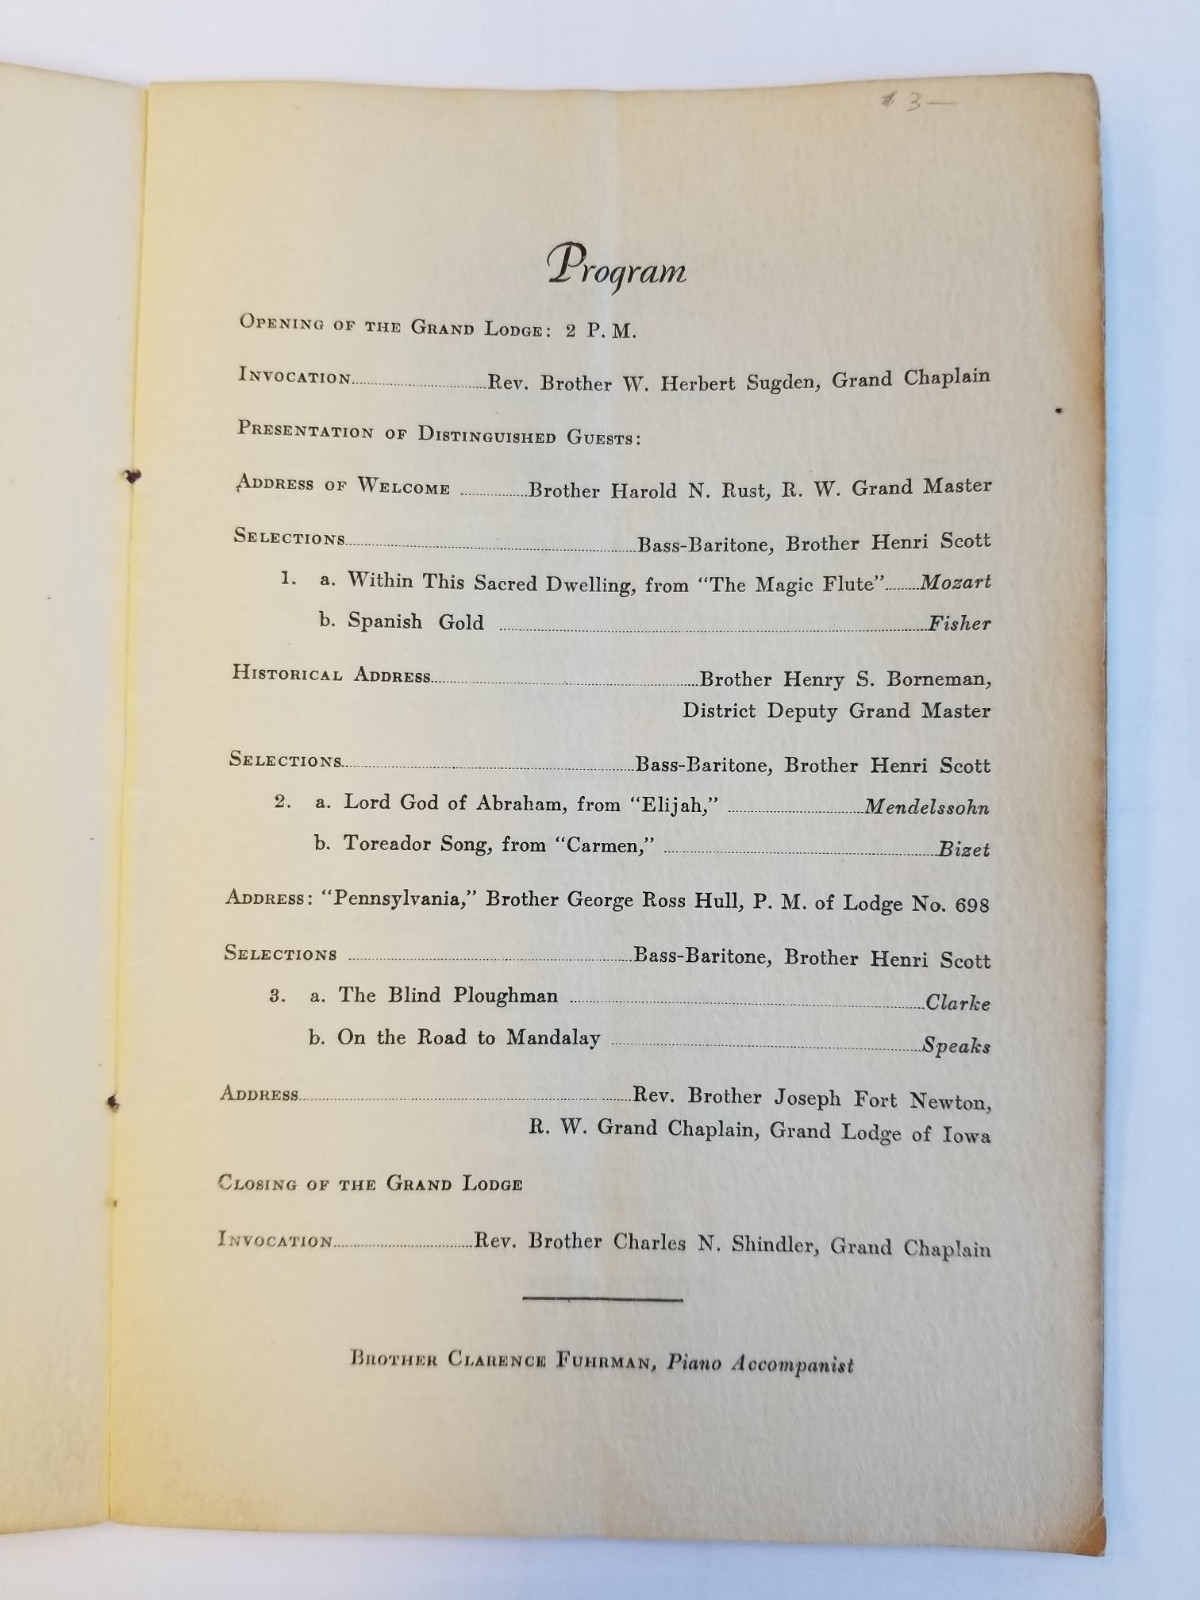 $3—
Program
OPENING OF THE GRAND LODGE: 2 P. M.
INVOCATION..............................Rev. Brother W. Herbert Sugden, Grand Chaplain
PRESENTATION OF DISTINGUISHED GUESTS:
ADDRESS OF WELCOME ...............Brother Harold N. Rust, R. W. Grand Master
SELECTIONS..............................Bass-Baritone, Brother Henri Scott
1. a. Within This Sacred Dwelling, from "The Magic Flute"........Mozart
b. Spanish Gold ..............................Fisher
HISTORICAL ADDRESS..............................Brother Henry S. Borneman,
District Deputy Grand Master
SELECTIONS..............................Bass-Baritone, Brother Henri Scott
2. a. Lord God of Abraham, from "Elijah," ..............................Mendelssohn
b. Toreador Song, from "Carmen," ..............................Bizet
ADDRESS: "Pennsylvania," Brother George Ross Hull, P. M. of Lodge No. 698
SELECTIONS ..............................Bass-Baritone, Brother Henri Scott
3. a. The Blind Ploughman ..............................Clarke
b. On the Road to Mandalay ..............................Speaks
ADDRESS..............................Rev. Brother Joseph Fort Newton,
R. W. Grand Chaplain, Grand Lodge of Iowa
CLOSING OF THE GRAND LODGE
INVOCATION..............................Rev. Brother Charles N. Shindler, Grand Chaplain
BROTHER CLARENCE FUHRMAN, Piano Accompanist